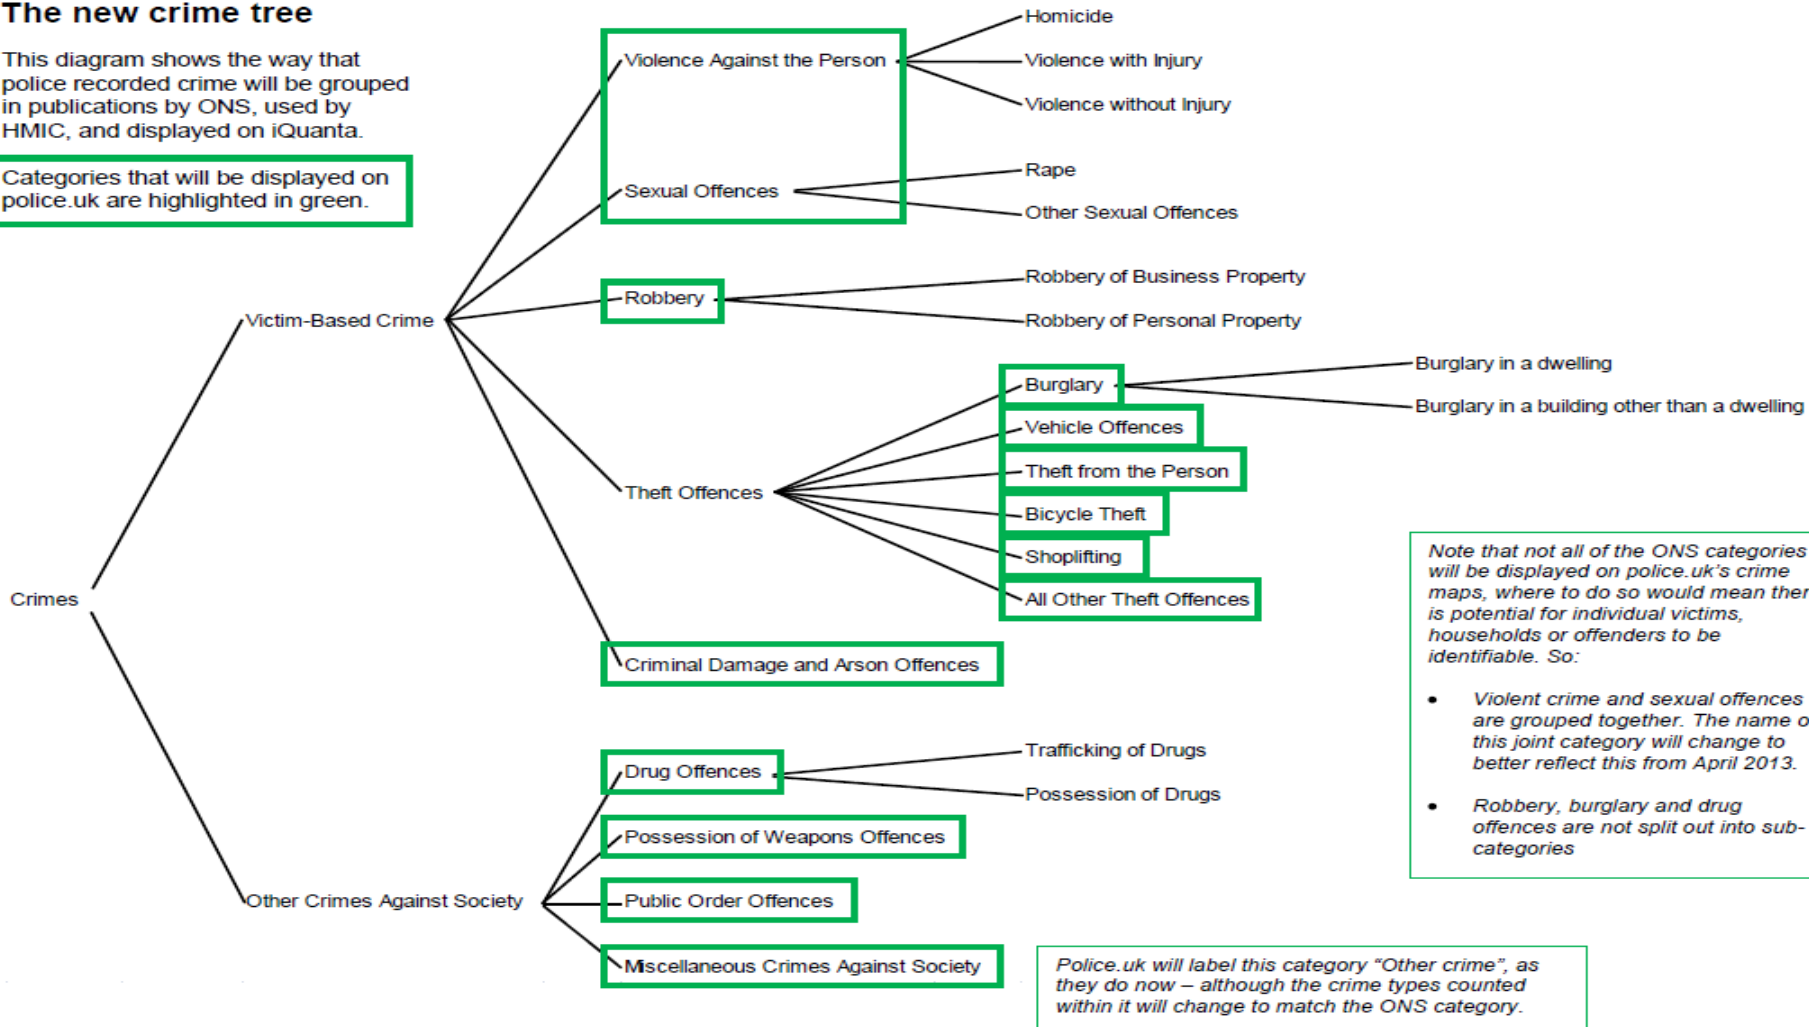 The new crime tree
This diagram shows the way that
police recorded crime will be grouped
in publications by ONS, used by
HMIC, and displayed on iQuanta.
Categories that will be displayed on
police.uk are highlighted in green.
Crimes
Victim-Based Crime
Violence Against the Person
Homicide
Violence with Injury
Violence without Injury
Sexual Offences
Rape
Other Sexual Offences
Robbery
Robbery of Business Property
Robbery of Personal Property
Theft Offences
Burglary
Burglary in a dwelling
Burglary in a building other than a dwelling
Vehicle Offences
Theft from the Person
Bicycle Theft
Shoplifting
All Other Theft Offences
Criminal Damage and Arson Offences
Other Crimes Against Society
Drug Offences
Trafficking of Drugs
Possession of Drugs
Possession of Weapons Offences
Public Order Offences
Miscellaneous Crimes Against Society
Note that not all of the ONS categories
will be displayed on police.uk's crime
maps, where to do so would mean ther
is potential for individual victims,
households or offenders to be
identifiable. So:
• Violent crime and sexual offences
are grouped together. The name o
this joint category will change to
better reflect this from April 2013.
• Robbery, burglary and drug
offences are not split out into sub-
categories
Police.uk will label this category “Other crime”, as
they do now – although the crime types counted
within it will change to match the ONS category.